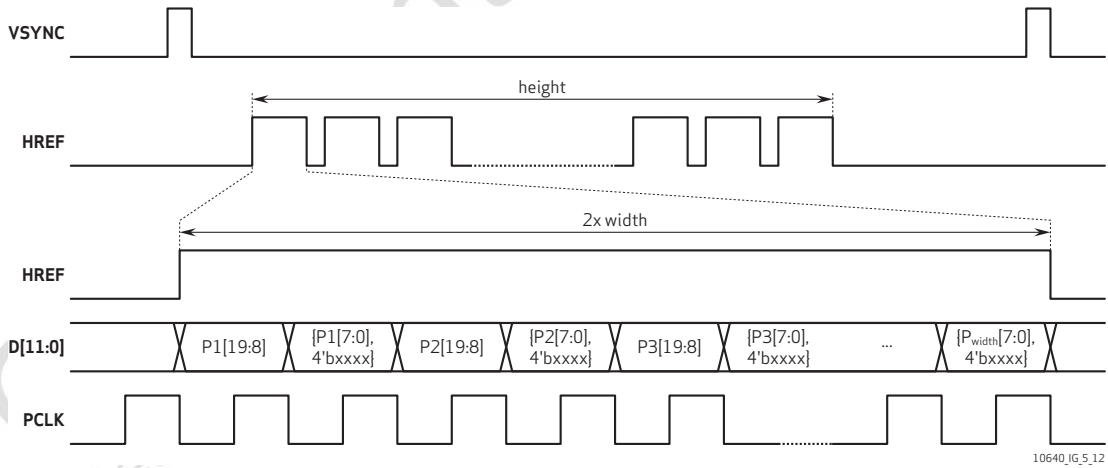 VSYNC
height
HREF
2x width
HREF
D[11:0]
P1[19:8]
{P1[7:0],
4'bxxxx}
P2[19:8]
{P2[7:0],
4'bxxxx}
P3[19:8]
{P3[7:0],
4'bxxxx}
...
{Pwidth[7:0],
4'bxxxx}
PCLK
10640_IG_5_12